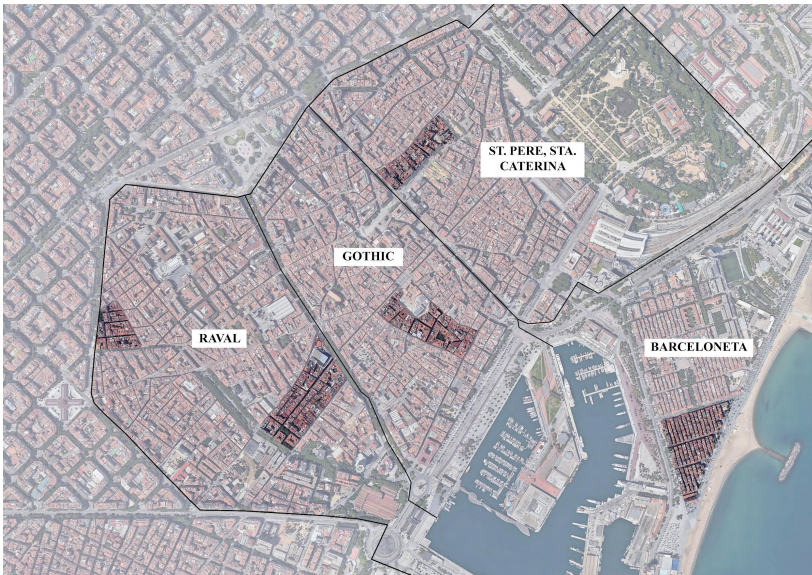 ST. PERE, STA.
CATERINA
GOTHIC
RAVAL
BARCELONETA